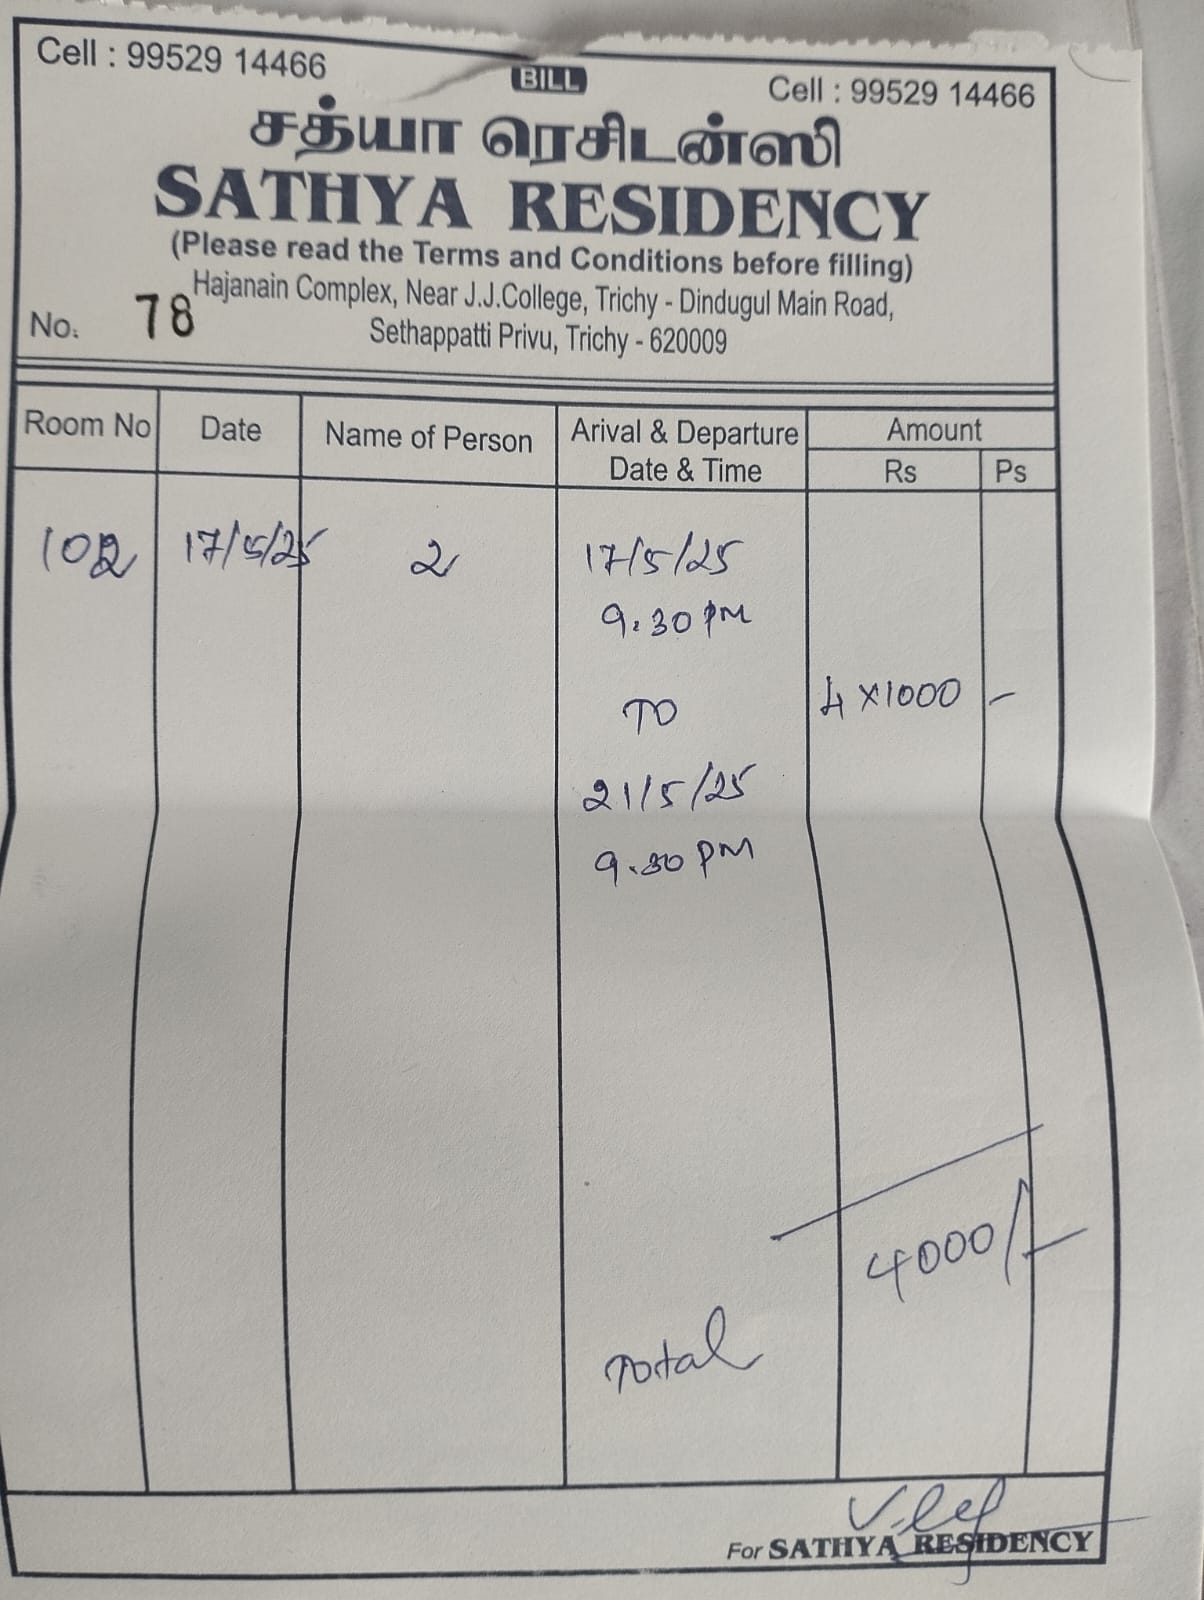 Cell : 99529 14466
BILL
Cell : 99529 14466
சத்யா ரெசிடன்ஸி
SATHYA RESIDENCY
(Please read the Terms and Conditions before filling)
Hajanain Complex, Near J.J.College, Trichy - Dindugul Main Road,
No. 78
Sethappatti Privu, Trichy - 620009
Room No Date Name of Person Arival & Departure Date & Time Amount
Rs Ps
102 17/5/25 2 17/5/25
9.30 PM
TO 4 x 1000 -
21/5/25
9.30 PM
4000/-
Total
For SATHYA RESIDENCY